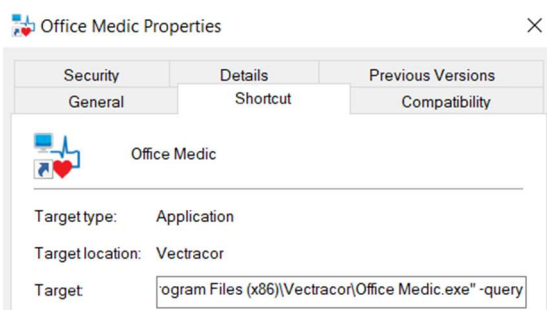 Office Medic Properties
Security Details Previous Versions
General Shortcut Compatibility
Office Medic
Target type: Application
Target location: Vectracor
Target: ogram Files (x86)\Vectracor\Office Medic.exe" -query